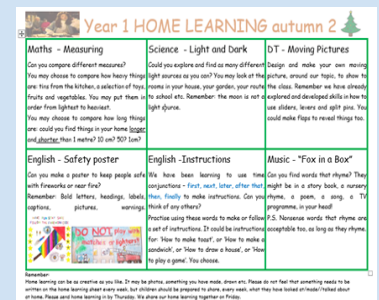 Year 1 HOME LEARNING autumn 2
Maths - Measuring
Can you compare different measures?
You may choose to compare how heavy things
are: tins from the kitchen, a selection of toys,
fruits and vegetables. You may put them in
order from lightest to heaviest.
You may choose to compare how long things
are: could you find things in your home longer
and shorter than 1 metre? 10 cm? 50? 1cm?
Science - Light and Dark
Could you explore and find as many different
light sources as you can? You may look at the
rooms in your house, your garden, your route
to school etc. Remember: the moon is not a
light source.
DT - Moving Pictures
Design and make your own moving
picture, around our topic, to show to
the class. Remember we have already
explored and developed skills in how to
use sliders, levers and split pins. You
could make flaps to reveal things too.
English - Safety poster
Can you make a poster to keep people safe
with fireworks or near fire?
Remember: Bold letters, headings, labels,
captions, pictures, warnings.
DO NOT play with
matches or lighters!
English -Instructions
We have been learning to use time
conjunctions – first, next, later, after that,
then, finally to make instructions. Can you
think of any others?
Practise using these words to make or follow
a set of instructions. It could be instructions
for: 'How to make toast', or 'How to make a
sandwich', or 'How to draw a house', or 'How
to play a game'. You choose.
Music - "Fox in a Box"
Can you find words that rhyme? They
might be in a story book, a nursery
rhyme, a poem, a song, a TV
programme, in your head!
P.S. Nonsense words that rhyme are
acceptable too, as long as they rhyme.
Remember:
Home learning can be as creative as you like. It may be photos, something you have made, drawn etc. Please do not feel that something needs to be
written on the home learning sheet every week, but children should be prepared to share, every week, what they have looked at/made/talked about
at home. Please send home learning in by Thursday. We share our home learning together on Friday.